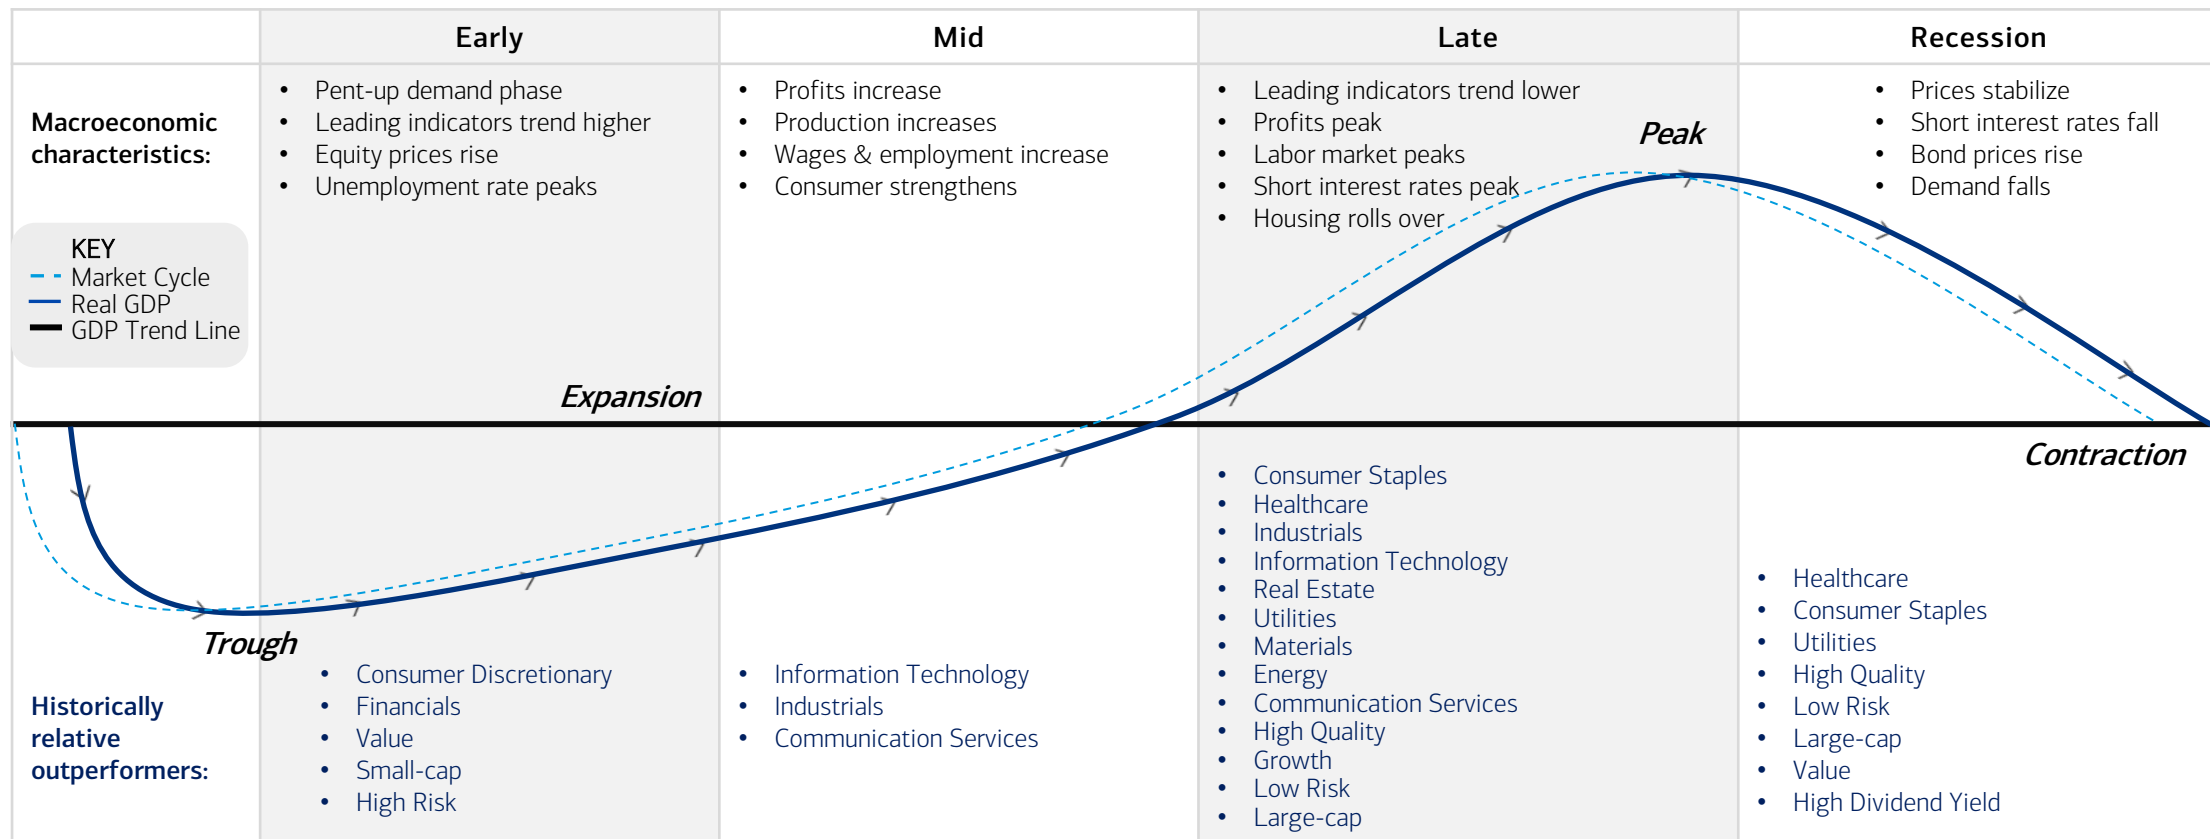 Early
Mid
Late
Recession
Macroeconomic
characteristics:
• Pent-up demand phase
• Leading indicators trend higher
• Equity prices rise
• Unemployment rate peaks
• Profits increase
• Production increases
• Wages & employment increase
• Consumer strengthens
• Leading indicators trend lower
• Profits peak
• Labor market peaks
• Short interest rates peak
• Housing rolls over
Peak
• Prices stabilize
• Short interest rates fall
• Bond prices rise
• Demand falls
KEY
Market Cycle
Real GDP
GDP Trend Line
Expansion
Contraction
Trough
Historically
relative
outperformers:
• Consumer Discretionary
• Financials
• Value
• Small-cap
• High Risk
• Information Technology
• Industrials
• Communication Services
• Consumer Staples
• Healthcare
• Industrials
• Information Technology
• Real Estate
• Utilities
• Materials
• Energy
• Communication Services
• High Quality
• Growth
• Low Risk
• Large-cap
• Healthcare
• Consumer Staples
• Utilities
• High Quality
• Low Risk
• Large-cap
• Value
• High Dividend Yield